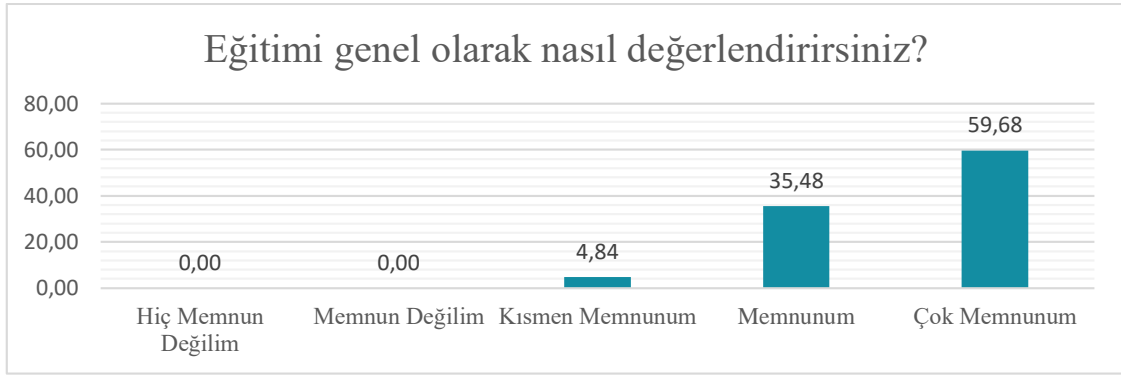 Eğitimi genel olarak nasıl değerlendirirsiniz?
80,00
60,00
40,00
20,00
0,00
0,00
0,00
4,84
35,48
59,68
Hiç Memnun
Değilim
Memnun Değilim
Kısmen Memnunum
Memnunum
Çok Memnunum